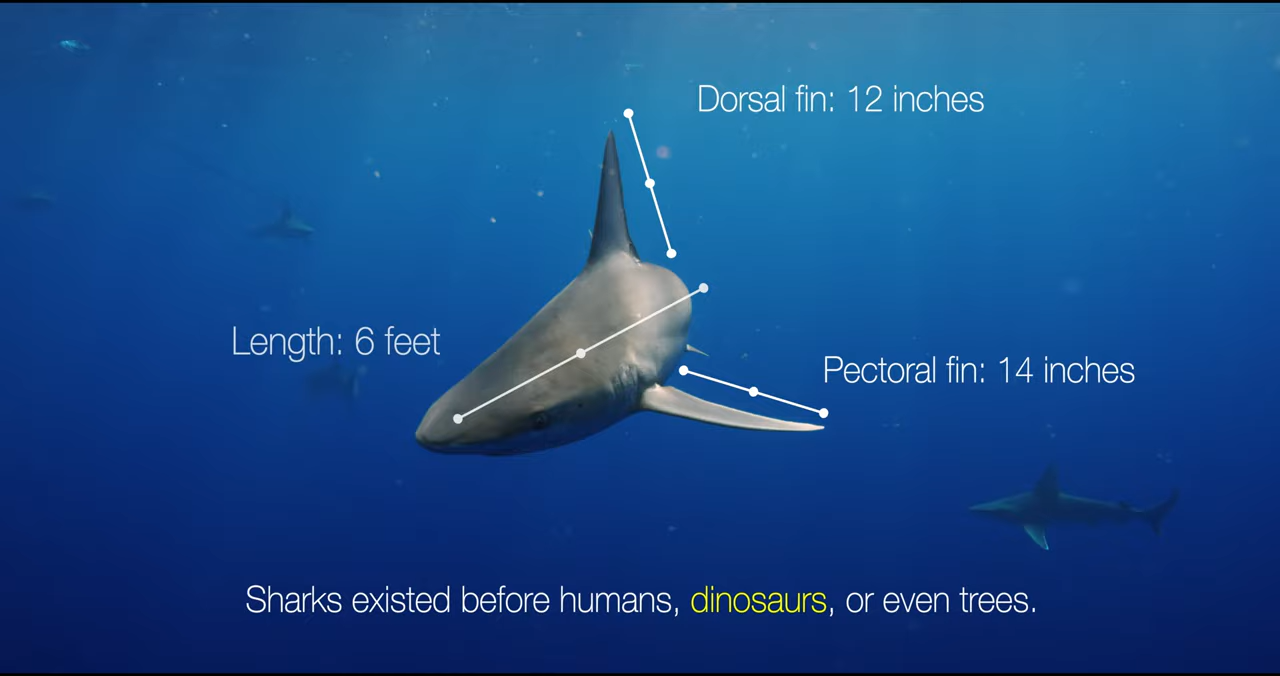 Dorsal fin: 12 inches
Length: 6 feet
Pectoral fin: 14 inches
Sharks existed before humans, dinosaurs, or even trees.